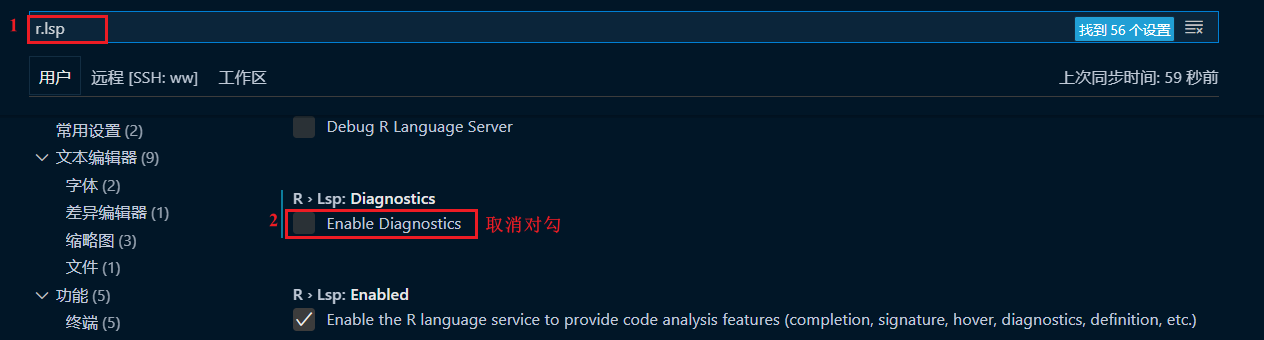 1 r.lsp 找到 56 个设置
用户 远程 [SSH: ww] 工作区 上次同步时间: 59 秒前
常用设置 (2)
文本编辑器 (9)
字体 (2)
差异编辑器 (1)
缩略图 (3)
文件 (1)
功能 (5)
终端 (5)
Debug R Language Server
R › Lsp: Diagnostics
2 Enable Diagnostics 取消对勾
R › Lsp: Enabled
Enable the R language service to provide code analysis features (completion, signature, hover, diagnostics, definition, etc.)